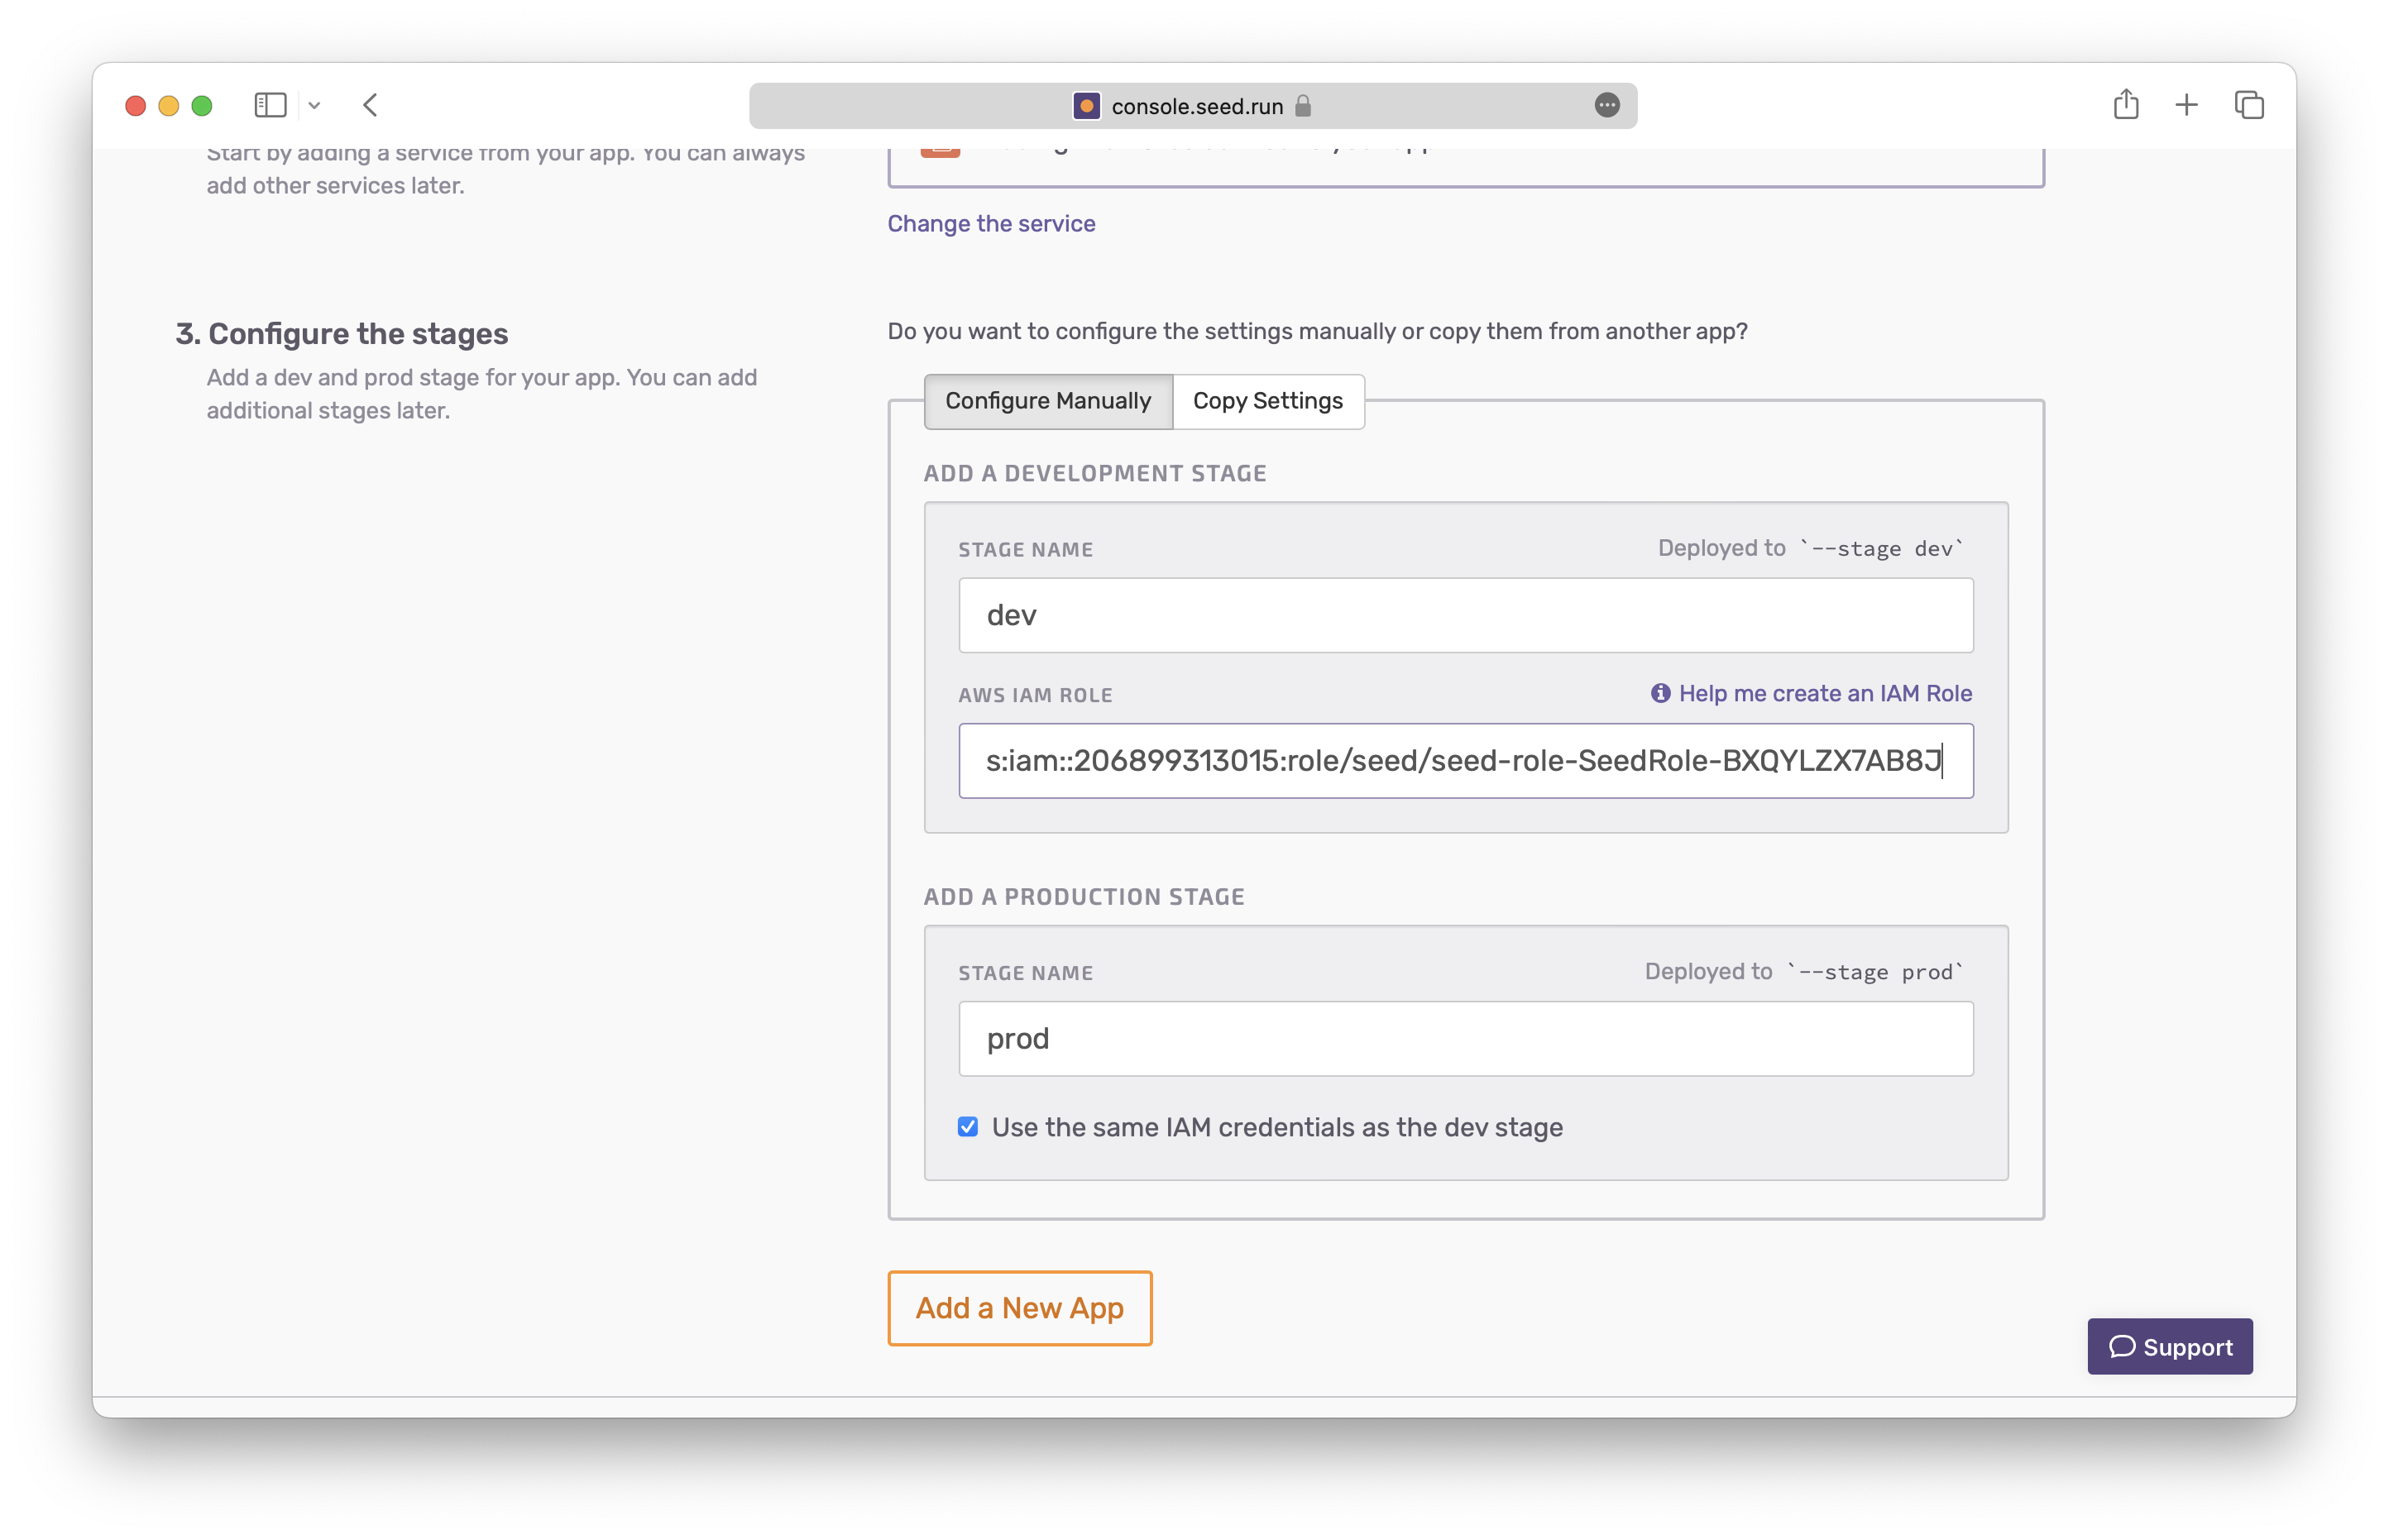 console.seed.run
Start by adding a service from your app. You can always
add other services later.
Change the service
3. Configure the stages
Add a dev and prod stage for your app. You can add
additional stages later.
Do you want to configure the settings manually or copy them from another app?
Configure Manually
Copy Settings
ADD A DEVELOPMENT STAGE
STAGE NAME
Deployed to `--stage dev`
dev
AWS IAM ROLE
Help me create an IAM Role
s:iam::206899313015:role/seed/seed-role-SeedRole-BXQYLZX7AB8J
ADD A PRODUCTION STAGE
STAGE NAME
Deployed to `--stage prod`
prod
Use the same IAM credentials as the dev stage
Add a New App
Support